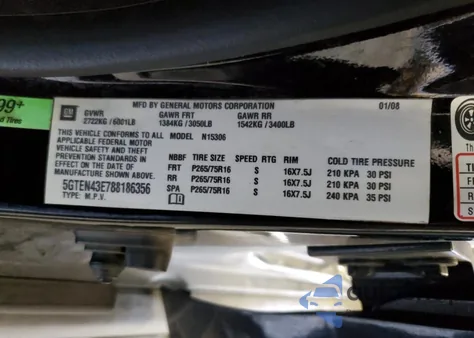 99+
of Tires
GM
MFD BY GENERAL MOTORS CORPORATION 01/08
GVWR GAWR FRT GAWR RR
2722KG / 6001LB 1384KG / 3050LB 1542KG / 3400LB
THIS VEHICLE CONFORMS TO ALL MODEL N15306
APPLICABLE FEDERAL MOTOR
VEHICLE SAFETY AND THEFT
PREVENTION STANDARDS IN
EFFECT ON THE DATE OF
MANUFACTURE SHOWN ABOVE.
5GTEN43E788186356
TYPE: M.P.V.
NBBF TIRE SIZE SPEED RTG RIM COLD TIRE PRESSURE
FRT P265/75R16 S 16X7.5J 210 KPA 30 PSI
RR P265/75R16 S 16X7.5J 210 KPA 30 PSI
SPA P265/75R16 S 16X7.5J 240 KPA 35 PSI